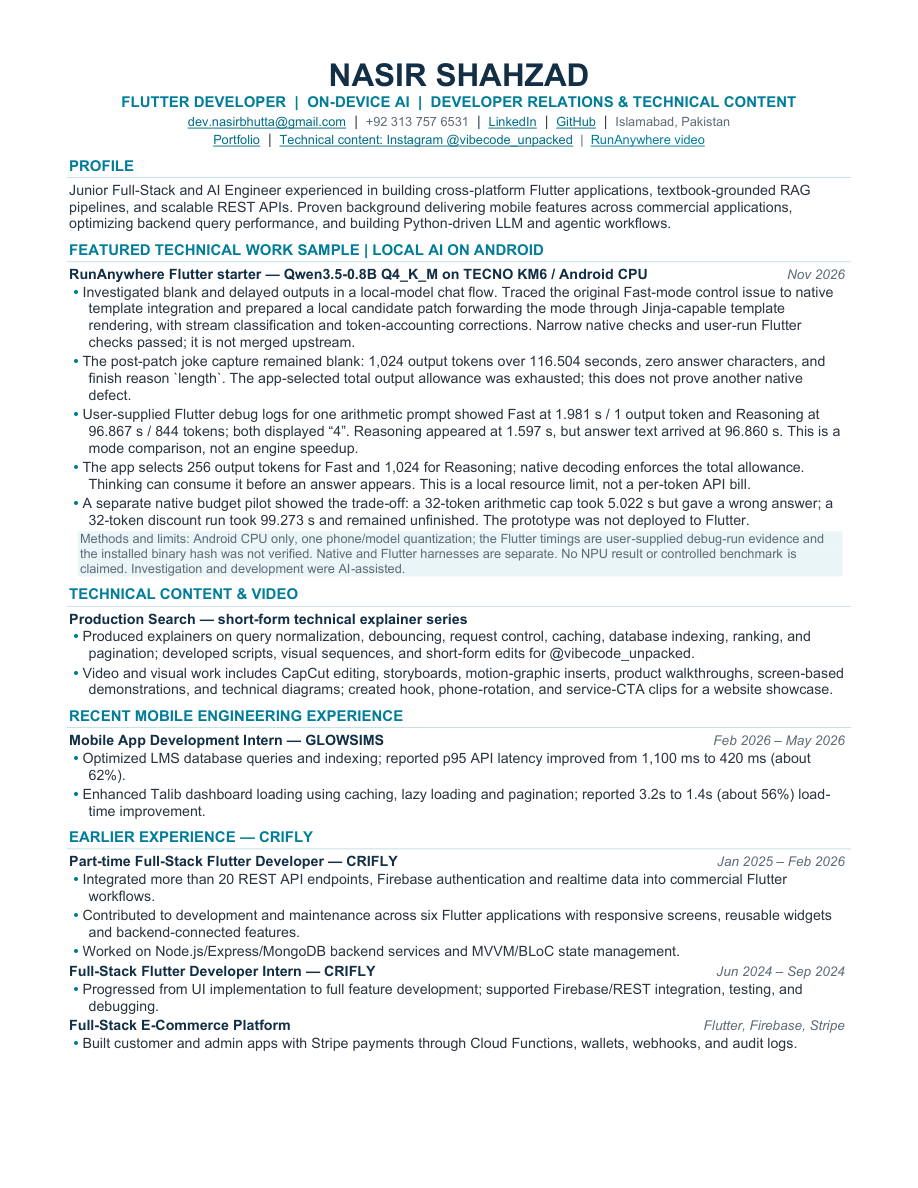 NASIR SHAHZAD
FLUTTER DEVELOPER | ON-DEVICE AI | DEVELOPER RELATIONS & TECHNICAL CONTENT
dev.nasirbhutta@gmail.com | +92 313 757 6531 | LinkedIn | GitHub | Islamabad, Pakistan
Portfolio | Technical content: Instagram @vibecode_unpacked | RunAnywhere video
PROFILE
Junior Full-Stack and AI Engineer experienced in building cross-platform Flutter applications, textbook-grounded RAG
pipelines, and scalable REST APIs. Proven background delivering mobile features across commercial applications,
optimizing backend query performance, and building Python-driven LLM and agentic workflows.
FEATURED TECHNICAL WORK SAMPLE | LOCAL AI ON ANDROID
RunAnywhere Flutter starter — Qwen3.5-0.8B Q4_K_M on TECNO KM6 / Android CPU Nov 2026
• Investigated blank and delayed outputs in a local-model chat flow. Traced the original Fast-mode control issue to native
template integration and prepared a local candidate patch forwarding the mode through Jinja-capable template
rendering, with stream classification and token-accounting corrections. Narrow native checks and user-run Flutter
checks passed; it is not merged upstream.
• The post-patch joke capture remained blank: 1,024 output tokens over 116.504 seconds, zero answer characters, and
finish reason `length`. The app-selected total output allowance was exhausted; this does not prove another native
defect.
• User-supplied Flutter debug logs for one arithmetic prompt showed Fast at 1.981 s / 1 output token and Reasoning at
96.867 s / 844 tokens; both displayed “4”. Reasoning appeared at 1.597 s, but answer text arrived at 96.860 s. This is a
mode comparison, not an engine speedup.
• The app selects 256 output tokens for Fast and 1,024 for Reasoning; native decoding enforces the total allowance.
Thinking can consume it before an answer appears. This is a local resource limit, not a per-token API bill.
• A separate native budget pilot showed the trade-off: a 32-token arithmetic cap took 5.022 s but gave a wrong answer; a
32-token discount run took 99.273 s and remained unfinished. The prototype was not deployed to Flutter.
Methods and limits: Android CPU only, one phone/model quantization; the Flutter timings are user-supplied debug-run evidence and
the installed binary hash was not verified. Native and Flutter harnesses are separate. No NPU result or controlled benchmark is
claimed. Investigation and development were AI-assisted.
TECHNICAL CONTENT & VIDEO
Production Search — short-form technical explainer series
• Produced explainers on query normalization, debouncing, request control, caching, database indexing, ranking, and
pagination; developed scripts, visual sequences, and short-form edits for @vibecode_unpacked.
• Video and visual work includes CapCut editing, storyboards, motion-graphic inserts, product walkthroughs, screen-based
demonstrations, and technical diagrams; created hook, phone-rotation, and service-CTA clips for a website showcase.
RECENT MOBILE ENGINEERING EXPERIENCE
Mobile App Development Intern — GLOWSIMS Feb 2026 – May 2026
• Optimized LMS database queries and indexing; reported p95 API latency improved from 1,100 ms to 420 ms (about
62%).
• Enhanced Talib dashboard loading using caching, lazy loading and pagination; reported 3.2s to 1.4s (about 56%) load-
time improvement.
EARLIER EXPERIENCE — CRIFLY
Part-time Full-Stack Flutter Developer — CRIFLY Jan 2025 – Feb 2026
• Integrated more than 20 REST API endpoints, Firebase authentication and realtime data into commercial Flutter
workflows.
• Contributed to development and maintenance across six Flutter applications with responsive screens, reusable widgets
and backend-connected features.
• Worked on Node.js/Express/MongoDB backend services and MVVM/BLoC state management.
Full-Stack Flutter Developer Intern — CRIFLY Jun 2024 – Sep 2024
• Progressed from UI implementation to full feature development; supported Firebase/REST integration, testing, and
debugging.
Full-Stack E-Commerce Platform Flutter, Firebase, Stripe
• Built customer and admin apps with Stripe payments through Cloud Functions, wallets, webhooks, and audit logs.